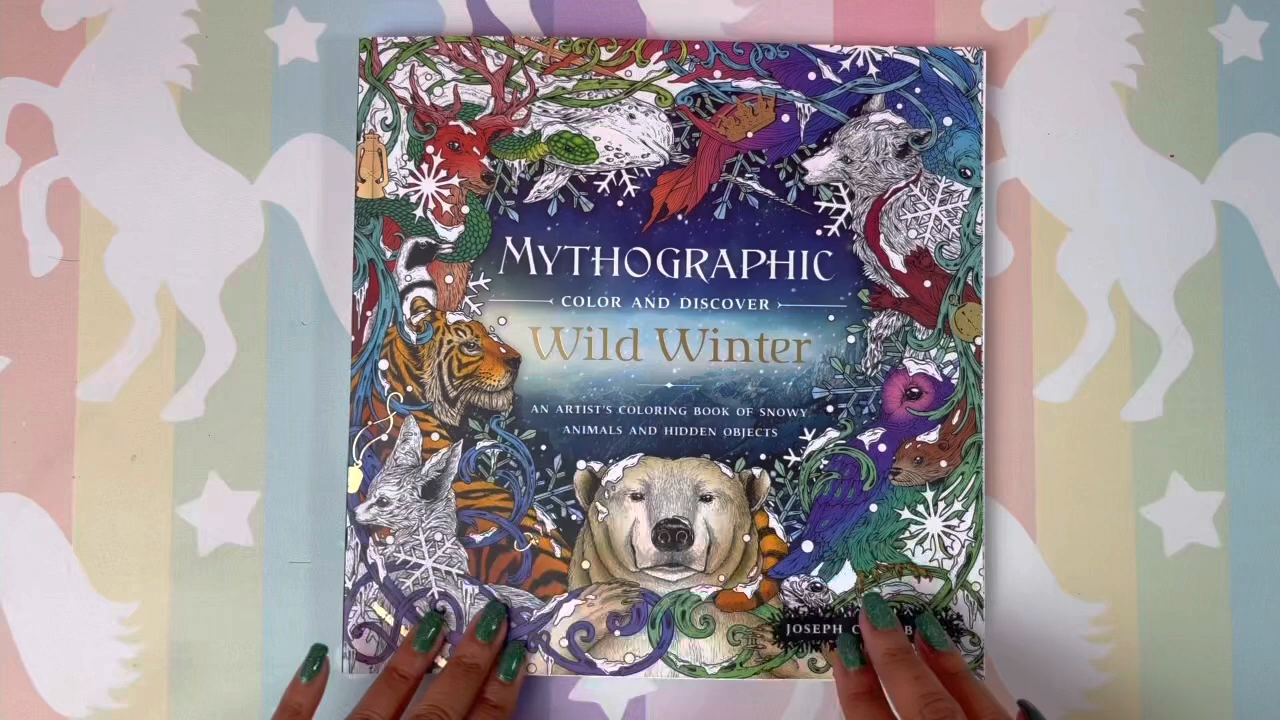 MYTHOGRAPHIC
COLOR AND DISCOVER
Wild Winter
AN ARTIST'S COLORING BOOK OF SNOWY
ANIMALS AND HIDDEN OBJECTS
JOSEPH